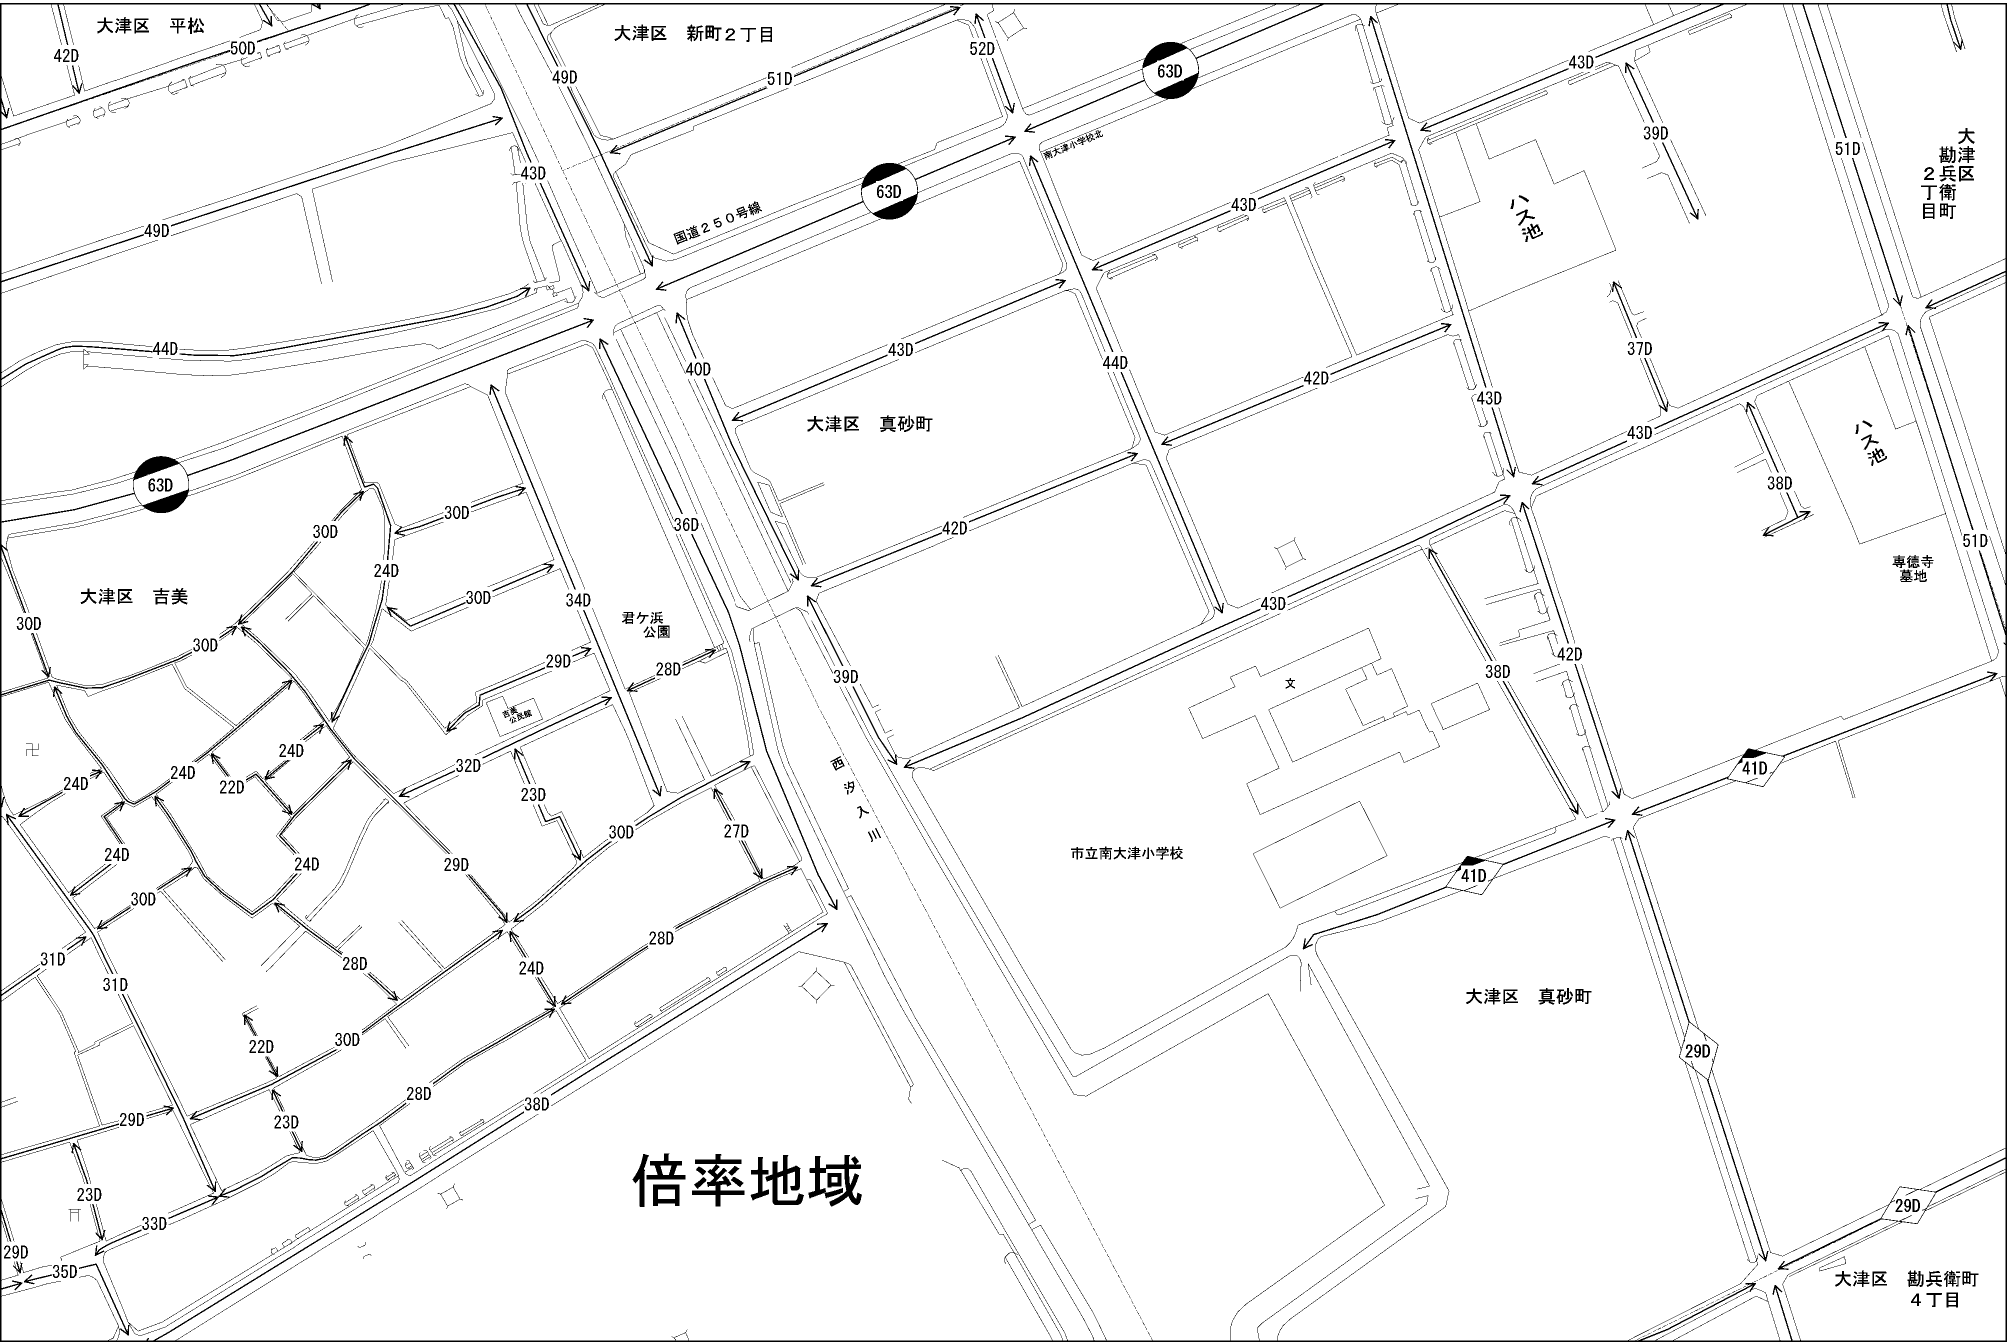 大津区　平松
大津区　新町２丁目
42D
50D
49D
51D
52D
63D
43D
39D
51D
大津区
勘兵衛町
２丁目
南大津小学校北
43D
63D
43D
ハス池
49D
国道２５０号線
44D
43D
40D
44D
42D
43D
37D
43D
大津区　真砂町
ハス池
63D
30D
30D
24D
36D
42D
38D
51D
専徳寺
墓地
大津区　吉美
30D
30D
30D
34D
君ケ浜
公園
43D
29D
28D
39D
38D
42D
文
吉美
公民館
24D
24D
24D
22D
32D
23D
30D
27D
西汐入川
41D
市立南大津小学校
41D
24D
24D
29D
30D
31D
31D
28D
24D
28D
大津区　真砂町
22D
30D
29D
28D
38D
29D
23D
倍率地域
23D
33D
29D
35D
29D
大津区　勘兵衛町
４丁目